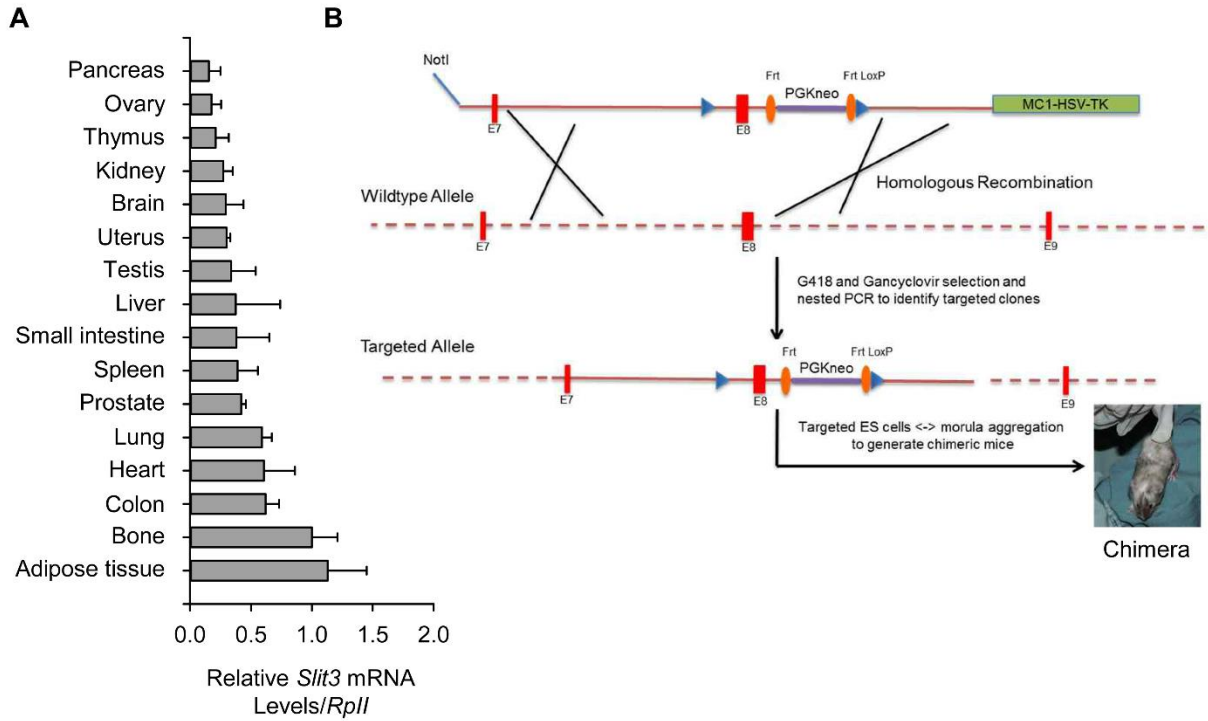 A
Pancreas
Ovary
Thymus
Kidney
Brain
Uterus
Testis
Liver
Small intestine
Spleen
Prostate
Lung
Heart
Colon
Bone
Adipose tissue
0.0 0.5 1.0 1.5 2.0
Relative Slit3 mRNA
Levels/RpII
B
NotI
Frt Frt LoxP
PGKneo
MC1-HSV-TK
E7 E8
Homologous Recombination
Wildtype Allele
E7 E8 E9
G418 and Gancyclovir selection and
nested PCR to identify targeted clones
Targeted Allele
Frt Frt LoxP
PGKneo
E7 E8 E9
Targeted ES cells <-> morula aggregation
to generate chimeric mice
Chimera